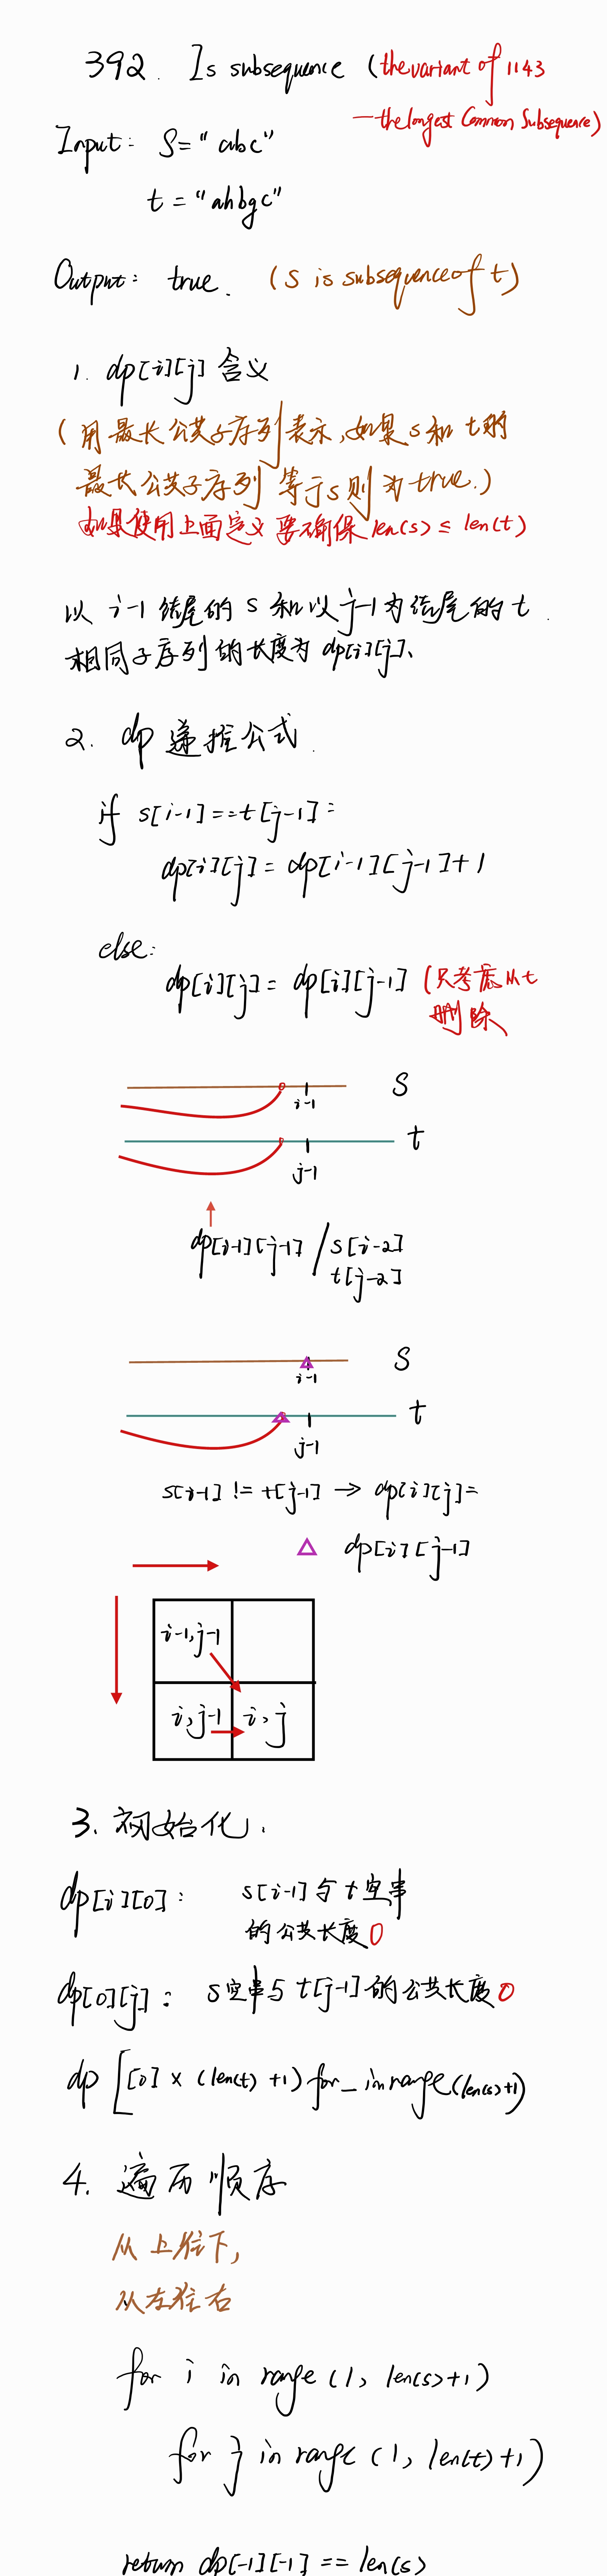 392. Is subsequence (the variant of 1143
—the longest Common Subsequence)
Input: S="abc"
t="ahbgc"
Output: true. (S is subsequence of t)
1. dp[i][j] 含义
(用最长公共子序列表示,如果s和t的
最长公共子序列等于s则为true.)
如果使用上面定义要确保len(s) ≤ len(t)
以 i-1 结尾的 s 和以 j-1 为结尾的 t.
相同子序列的长度为 dp[i][j]、
2. dp 递推公式.
if s[i-1]==t[j-1]:
dp[i][j] = dp[i-1][j-1]+1
else:
dp[i][j] = dp[i][j-1] (只考虑从t
删除
S
i-1
t
j-1
dp[i-1][j-1] / s[i-2]
t[j-2]
S
i-1
t
j-1
s[i-1] != t[j-1] → dp[i][j]=
△ dp[i][j-1]
i-1,j-1
i,j-1 i,j
3. 初始化.
dp[i][0]: s[i-1]与t空串
的公共长度0
dp[0][j]: s空串与t[j-1]的公共长度0
dp [[0] × (len(t)+1) for _ in range(len(s)+1)
4. 遍历顺序
从上往下,
从左往右
for i in range (1, len(s)+1)
for j in range (1, len(t)+1)
return dp[-1][-1] == len(s)